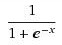 1
1 + e^{-x}